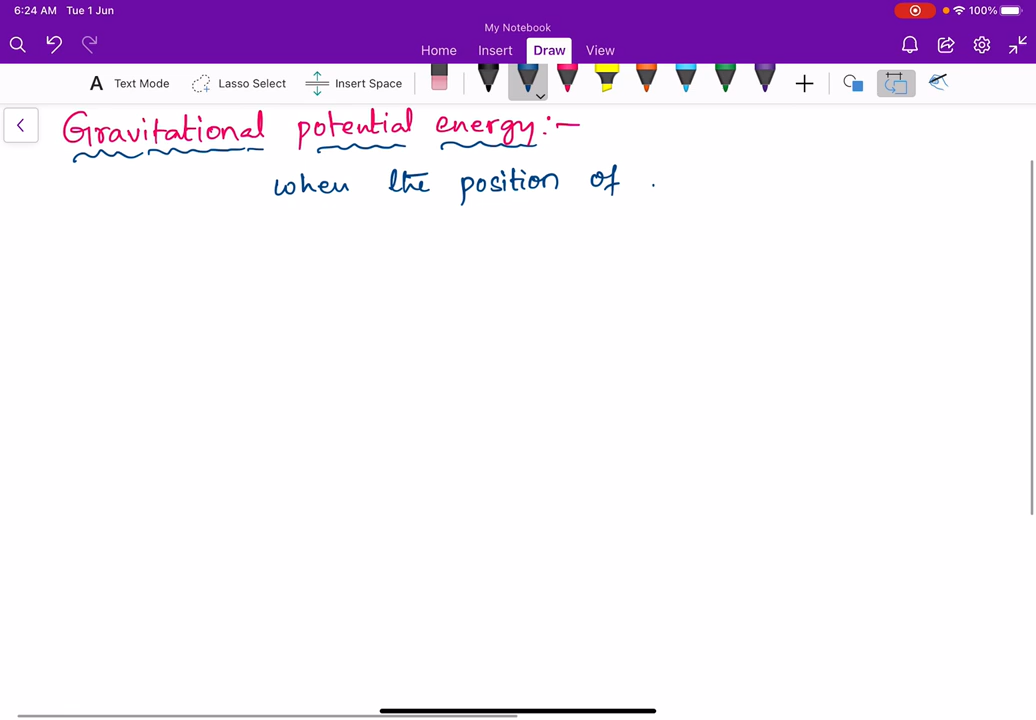 6:24 AM Tue 1 Jun 100%
My Notebook
Home Insert Draw View
A Text Mode Lasso Select Insert Space
Gravitational potential energy:-
when the position of .